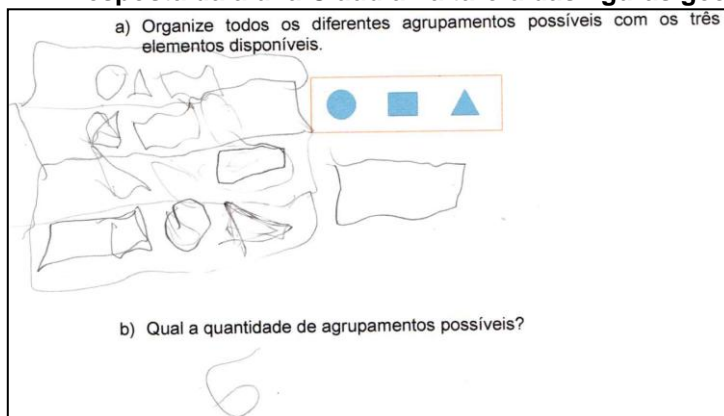 a) Organize todos os diferentes agrupamentos possíveis com os três
elementos disponíveis.
b) Qual a quantidade de agrupamentos possíveis?
6